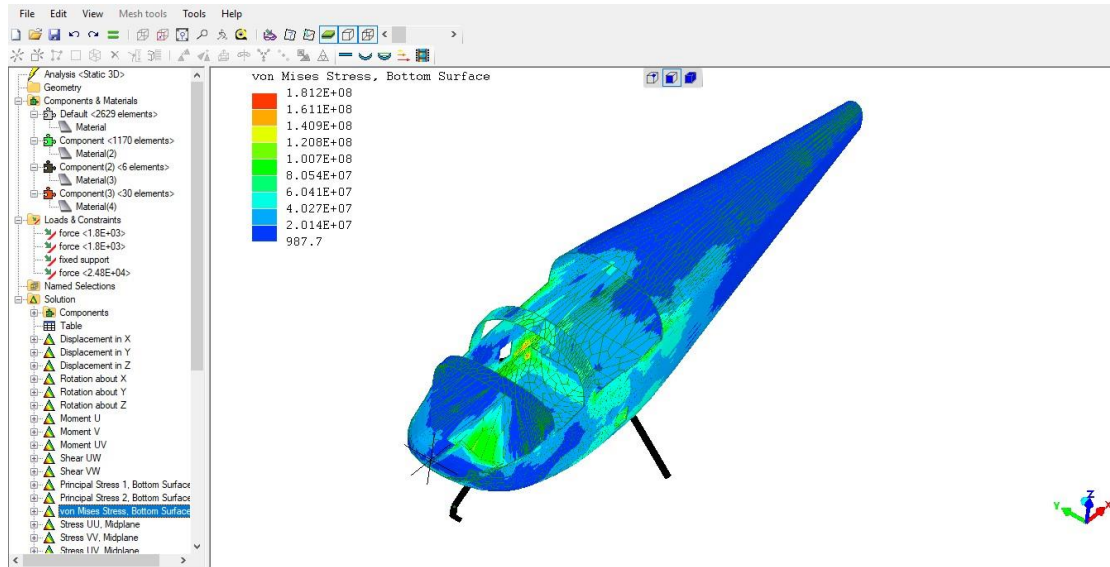 File Edit View Mesh tools Tools Help
Analysis <Static 3D>
Geometry
Components & Materials
Default <2629 elements>
Material
Component <1170 elements>
Material(2)
Component(2) <6 elements>
Material(3)
Component(3) <30 elements>
Material(4)
Loads & Constraints
force <1.8E+03>
force <1.8E+03>
fixed support
force <2.48E+04>
Named Selections
Solution
Components
Table
Displacement in X
Displacement in Y
Displacement in Z
Rotation about X
Rotation about Y
Rotation about Z
Moment U
Moment V
Moment UV
Shear UW
Shear VW
Principal Stress 1, Bottom Surface
Principal Stress 2, Bottom Surface
von Mises Stress, Bottom Surface
Stress UU, Midplane
Stress VV, Midplane
Stress UV, Midplane
von Mises Stress, Bottom Surface
1.812E+08
1.611E+08
1.409E+08
1.208E+08
1.007E+08
8.054E+07
6.041E+07
4.027E+07
2.014E+07
987.7
Z
Y
X